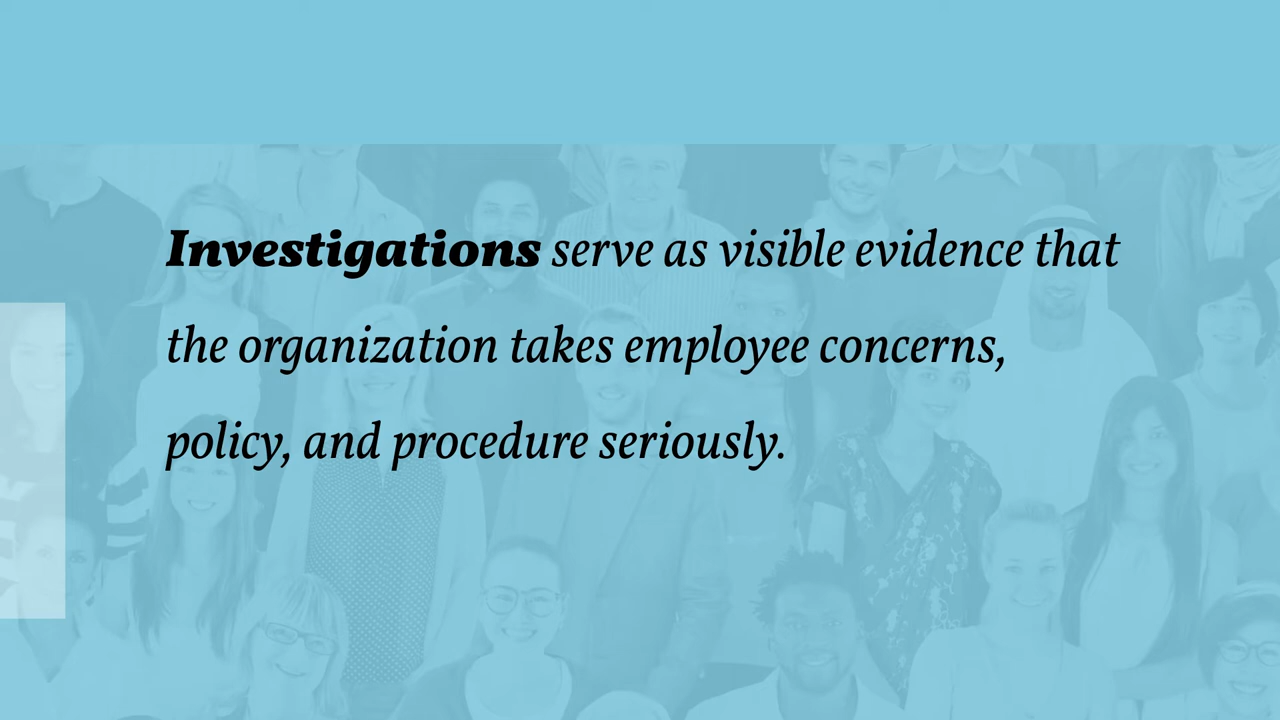 Investigations serve as visible evidence that
the organization takes employee concerns,
policy, and procedure seriously.